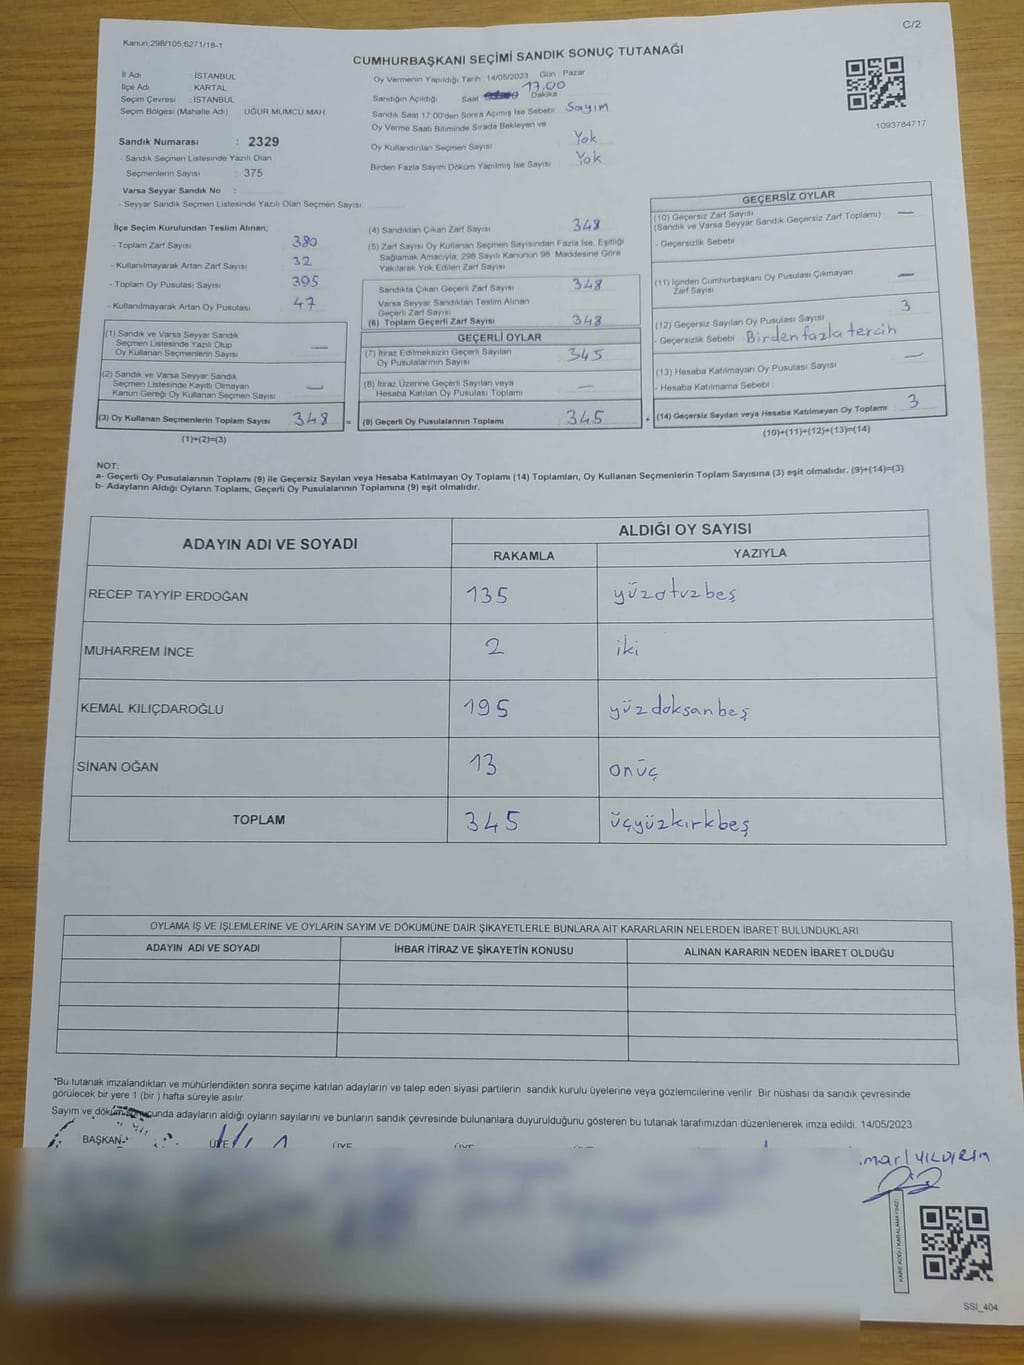 C/2
Kanun:298/105;6271/18-1
CUMHURBAŞKANI SEÇİMİ SANDIK SONUÇ TUTANAĞI
İl Adı : İSTANBUL
İlçe Adı : KARTAL
Seçim Çevresi : İSTANBUL
Seçim Bölgesi (Mahalle Adı) UĞUR MUMCU MAH
Sandık Numarası : 2329
- Sandık Seçmen Listesinde Yazılı Olan
Seçmenlerin Sayısı : 375
Varsa Seyyar Sandık No :
- Seyyar Sandık Seçmen Listesinde Yazılı Olan Seçmen Sayısı
Oy Vermenin Yapıldığı Tarih 14/05/2023 Gün Pazar
17.00
Sandığın Açıldığı Saat Dakika
Sandık Saat 17:00'den Sonra Açımış İse Sebebi Sayım
Oy Verme Saati Bitiminde Sırada Bekleyen ve
Oy Kullandırılan Seçmen Sayısı Yok
Birden Fazla Sayım Döküm Yapılmış İse Sayısı Yok
1093784717
İlçe Seçim Kurulundan Teslim Alınan;
- Toplam Zarf Sayısı 380
- Kullanılmayarak Artan Zarf Sayısı 32
- Toplam Oy Pusulası Sayısı 395
- Kullanılmayarak Artan Oy Pusulası 47
(1) Sandık ve Varsa Seyyar Sandık
Seçmen Listesinde Yazılı Olup
Oy Kullanan Seçmenlerin Sayısı —
(2) Sandık ve Varsa Seyyar Sandık
Seçmen Listesinde Kayıtlı Olmayan
Kanun Gereği Oy Kullanan Seçmen Sayısı —
(3) Oy Kullanan Seçmenlerin Toplam Sayısı 348 =
(1)+(2)=(3)
(4) Sandıktan Çıkan Zarf Sayısı 348
(5) Zarf Sayısı Oy Kullanan Seçmen Sayısından Fazla İse, Eşitliği
Sağlamak Amacıyla, 298 Sayılı Kanunun 98. Maddesine Göre
Yakılarak Yok Edilen Zarf Sayısı
Sandıkta Çıkan Geçerli Zarf Sayısı 348
Varsa Seyyar Sandıktan Teslim Alınan
Geçerli Zarf Sayısı
(6) Toplam Geçerli Zarf Sayısı 348
GEÇERLİ OYLAR
(7) İtiraz Edilmeksizin Geçerli Sayılan
Oy Pusulalarının Sayısı 345
(8) İtiraz Üzerine Geçerli Sayılan veya
Hesaba Katılan Oy Pusulası Toplamı —
(9) Geçerli Oy Pusulalarının Toplamı 345 +
GEÇERSİZ OYLAR
(10) Geçersiz Zarf Sayısı
(Sandık ve Varsa Seyyar Sandık Geçersiz Zarf Toplamı) —
- Geçersizlik Sebebi
(11) İçinden Cumhurbaşkanı Oy Pusulası Çıkmayan
Zarf Sayısı —
(12) Geçersiz Sayılan Oy Pusulası Sayısı 3
- Geçersizlik Sebebi Birden fazla tercih
(13) Hesaba Katılmayan Oy Pusulası Sayısı —
- Hesaba Katılmama Sebebi
(14) Geçersiz Sayılan veya Hesaba Katılmayan Oy Toplamı 3
(10)+(11)+(12)+(13)=(14)
NOT:
a- Geçerli Oy Pusulalarının Toplamı (9) ile Geçersiz Sayılan veya Hesaba Katılmayan Oy Toplamı (14) Toplamları, Oy Kullanan Seçmenlerin Toplam Sayısına (3) eşit olmalıdır. (9)+(14)=(3)
b- Adayların Aldığı Oyların Toplamı, Geçerli Oy Pusulalarının Toplamına (9) eşit olmalıdır.
ADAYIN ADI VE SOYADI ALDIĞI OY SAYISI
RAKAMLA YAZIYLA
RECEP TAYYİP ERDOĞAN 135 yüzotuzbeş
MUHARREM İNCE 2 iki
KEMAL KILIÇDAROĞLU 195 yüzdoksanbeş
SİNAN OĞAN 13 onüç
TOPLAM 345 üçyüzkırkbeş
OYLAMA İŞ VE İŞLEMLERİNE VE OYLARIN SAYIM VE DÖKÜMÜNE DAİR ŞİKAYETLERLE BUNLARA AİT KARARLARIN NELERDEN İBARET BULUNDUKLARI
ADAYIN ADI VE SOYADI İHBAR İTİRAZ VE ŞİKAYETİN KONUSU ALINAN KARARIN NEDEN İBARET OLDUĞU
*Bu tutanak imzalandıktan ve mühürlendikten sonra seçime katılan adayların ve talep eden siyasi partilerin sandık kurulu üyelerine veya gözlemcilerine verilir. Bir nüshası da sandık çevresinde
görülecek bir yere 1 (bir ) hafta süreyle asılır.
Sayım ve döküm sonucunda adayların aldığı oyların sayılarını ve bunların sandık çevresinde bulunanlara duyurulduğunu gösteren bu tutanak tarafımızdan düzenlenerek imza edildi. 14/05/2023
BAŞKAN ÜYE ÜYE ÜYE ÜYE
YILDIRIM
KARE KODU KARALAMAYINIZ!
SSI_404